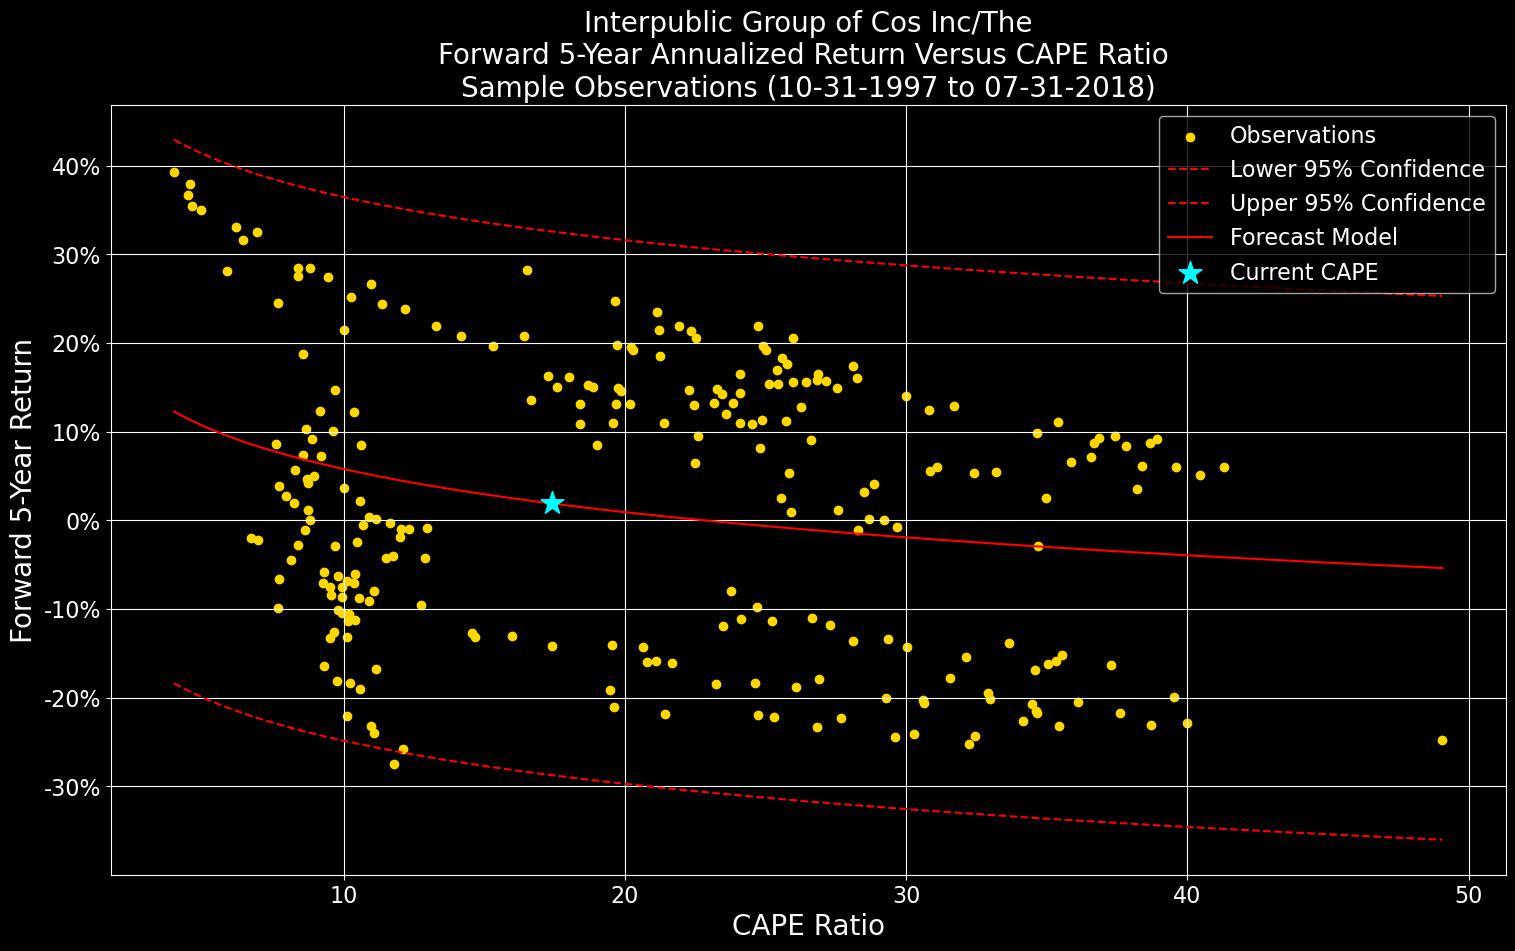 Interpublic Group of Cos Inc/The
Forward 5-Year Annualized Return Versus CAPE Ratio
Sample Observations (10-31-1997 to 07-31-2018)
Observations
Lower 95% Confidence
Upper 95% Confidence
Forecast Model
Current CAPE
Forward 5-Year Return
40%
30%
20%
10%
0%
-10%
-20%
-30%
10
20
30
40
50
CAPE Ratio